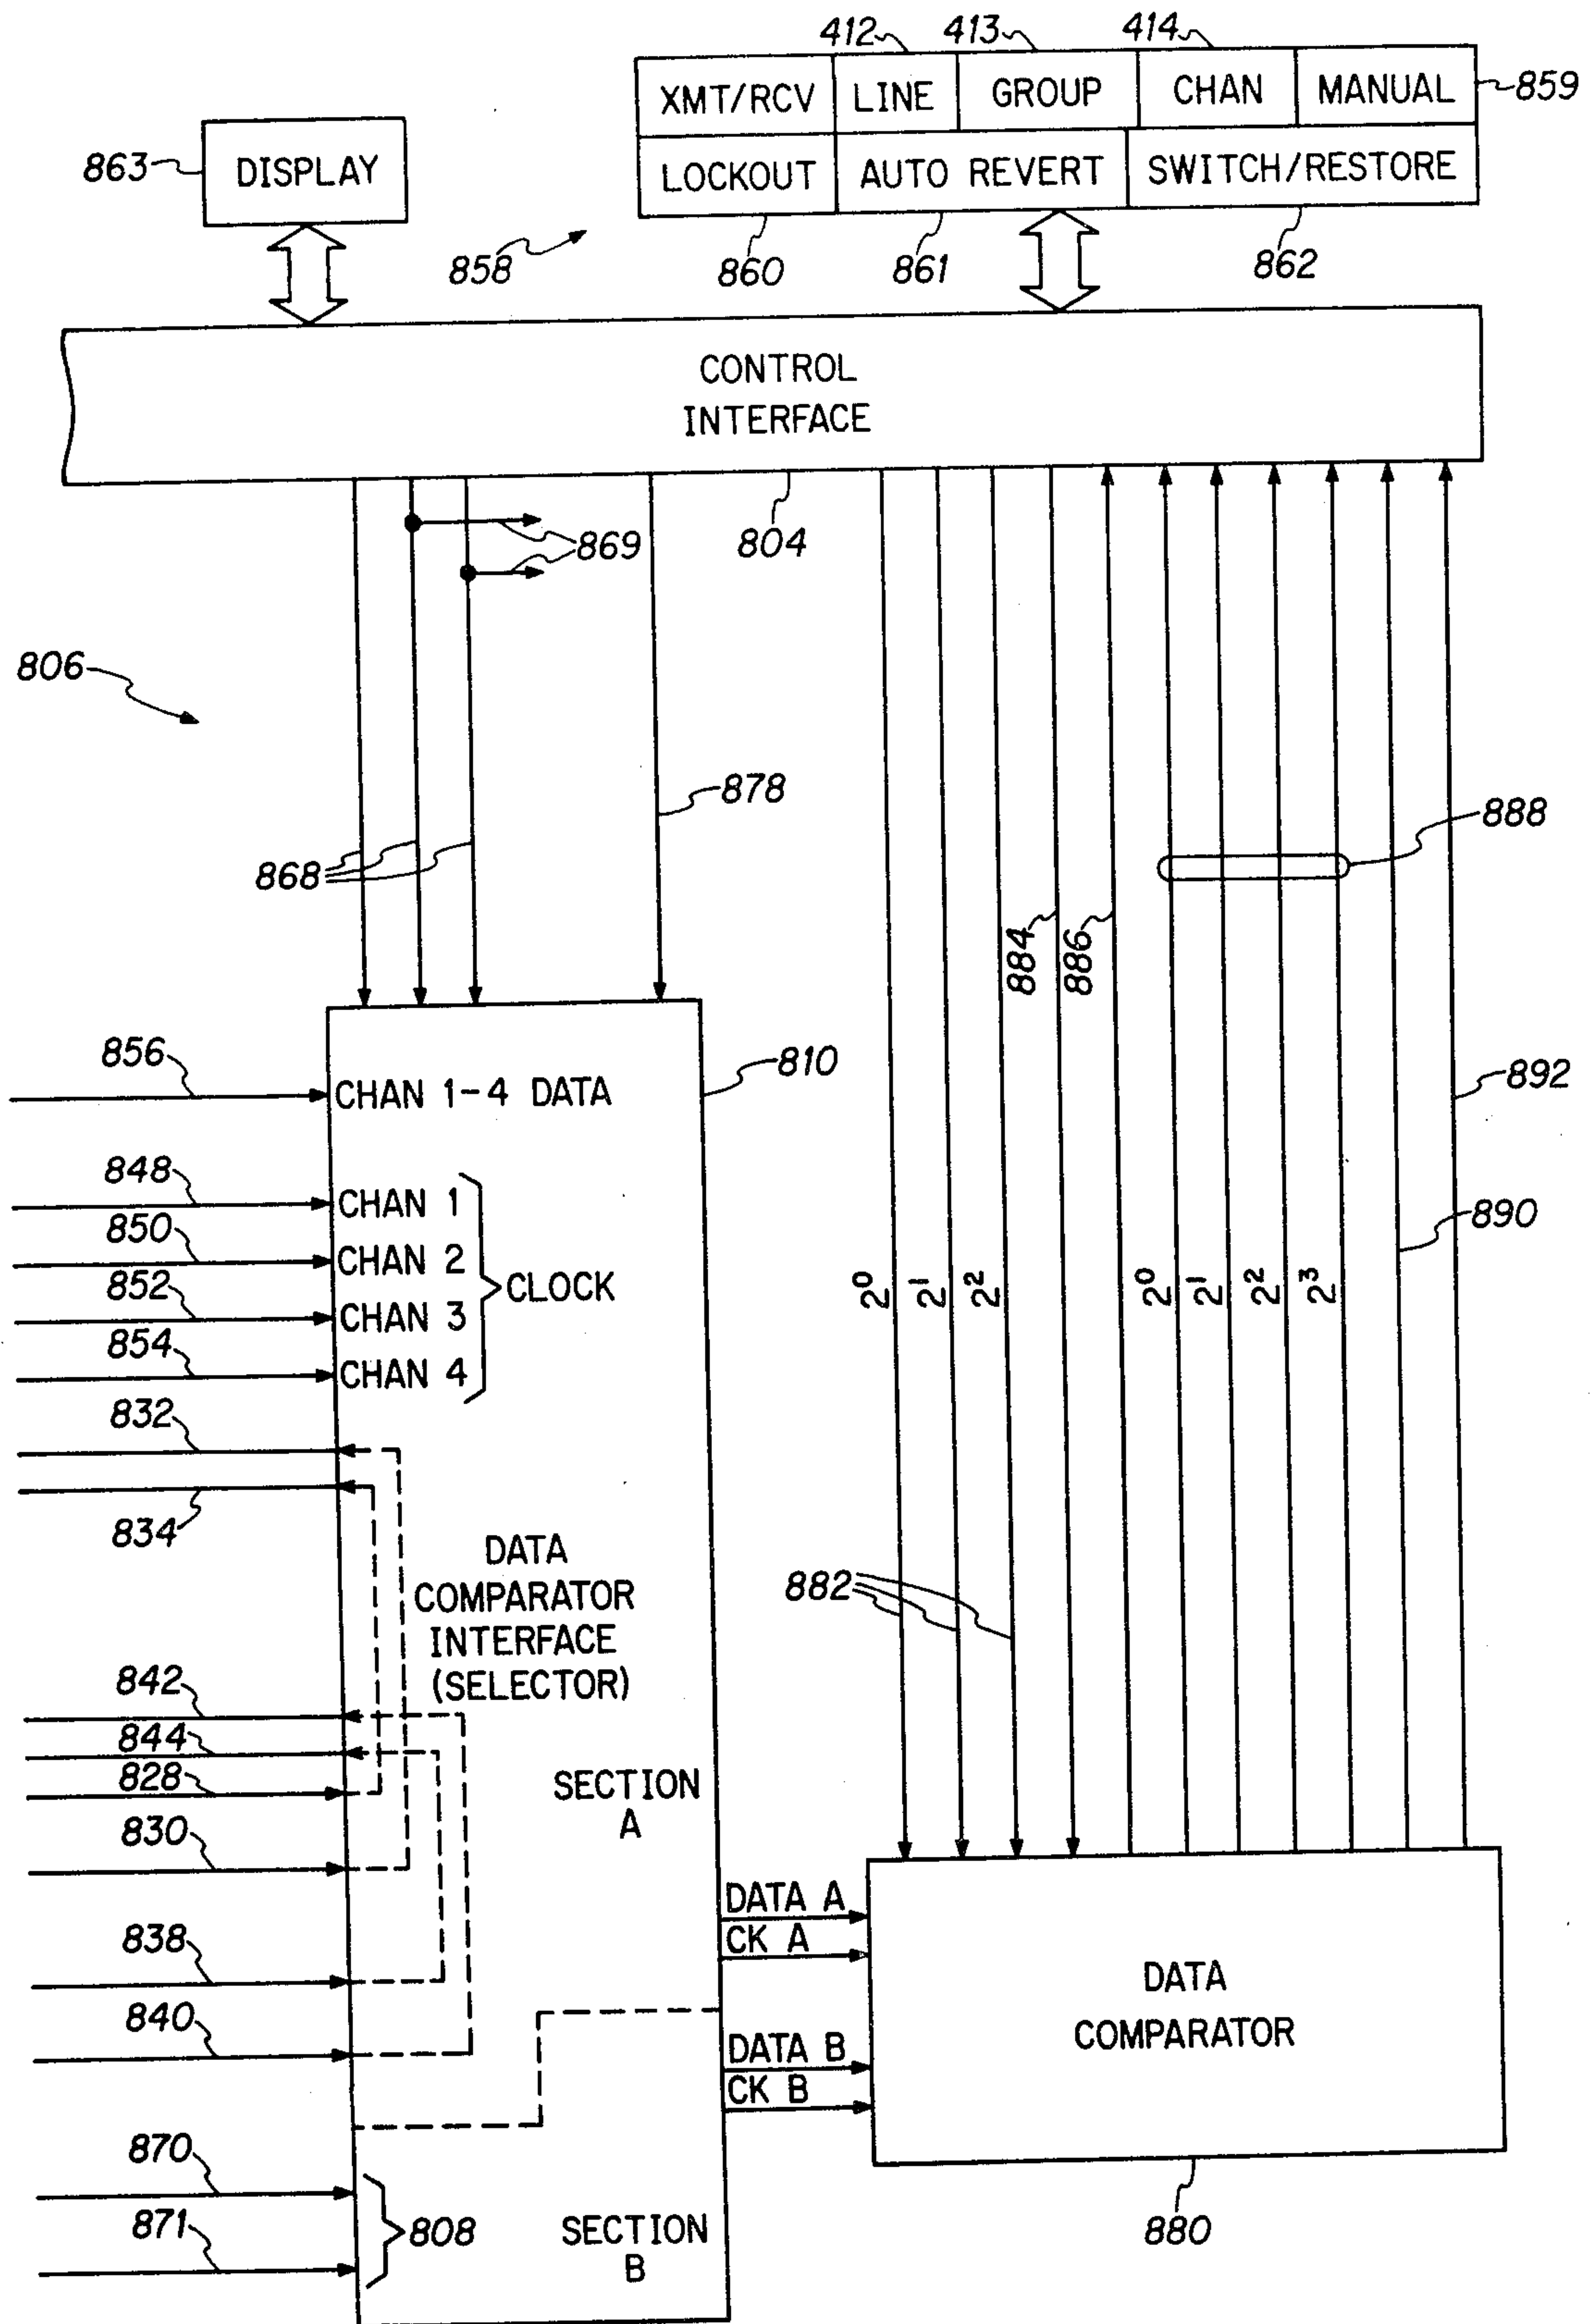 412 413 414
XMT/RCV LINE GROUP CHAN MANUAL 859
863 DISPLAY LOCKOUT AUTO REVERT SWITCH/RESTORE
858 860 861 862
CONTROL
INTERFACE
869 804
806
878
888
868
884 886
856 810
CHAN 1-4 DATA
892
848 CHAN 1
850 CHAN 2
CLOCK
852 CHAN 3
854 CHAN 4
890
2⁰ 2¹ 2² 2⁰ 2¹ 2² 2³
832
834
DATA
COMPARATOR
INTERFACE
(SELECTOR)
882
842
844
828
SECTION
A
830
DATA A
CK A
838
840
DATA
COMPARATOR
DATA B
CK B
870
871
808
SECTION
B
880